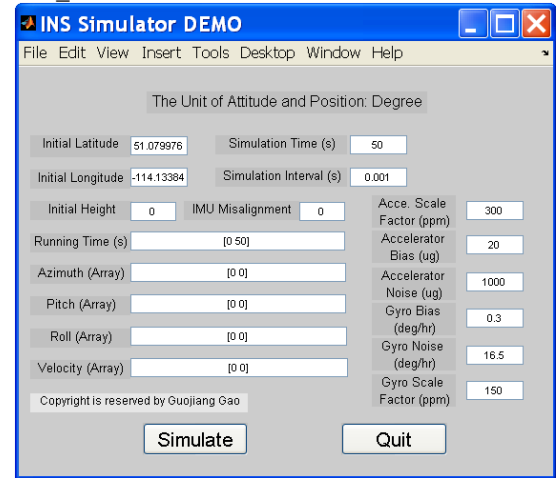 INS Simulator DEMO
File Edit View Insert Tools Desktop Window Help
The Unit of Attitude and Position: Degree
Initial Latitude 51.079976 Simulation Time (s) 50
Initial Longitude -114.13384 Simulation Interval (s) 0.001
Initial Height 0 IMU Misalignment 0
Acce. Scale
Factor (ppm) 300
Running Time (s) [0 50]
Accelerator
Bias (ug) 20
Azimuth (Array) [0 0]
Accelerator
Noise (ug) 1000
Pitch (Array) [0 0]
Gyro Bias
(deg/hr) 0.3
Roll (Array) [0 0]
Gyro Noise
(deg/hr) 16.5
Velocity (Array) [0 0]
Gyro Scale
Factor (ppm) 150
Copyright is reserved by Guojiang Gao
Simulate Quit